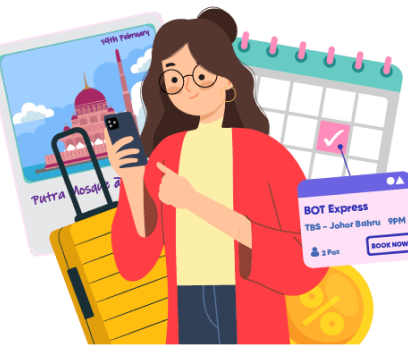 19th February
Putra Mosque
BOT Express
TBS - Johor Bahru 9PM
2 Pax
BOOK NOW
%